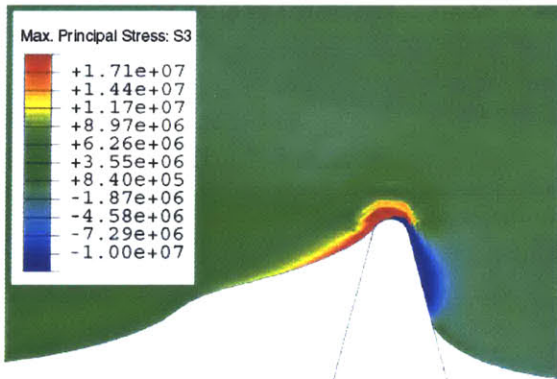 Max. Principal Stress: S3
+1.71e+07
+1.44e+07
+1.17e+07
+8.97e+06
+6.26e+06
+3.55e+06
+8.40e+05
-1.87e+06
-4.58e+06
-7.29e+06
-1.00e+07